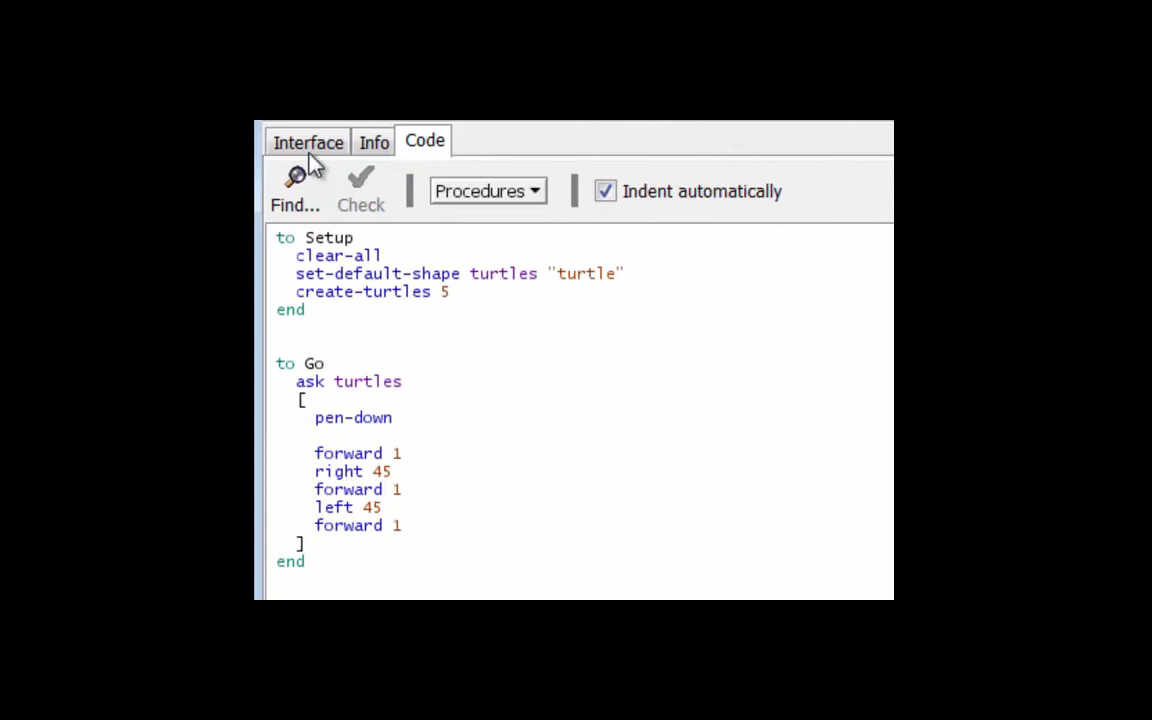 Interface Info Code
Find... Check Procedures Indent automatically
to Setup
clear-all
set-default-shape turtles "turtle"
create-turtles 5
end
to Go
ask turtles
[
pen-down
forward 1
right 45
forward 1
left 45
forward 1
]
end